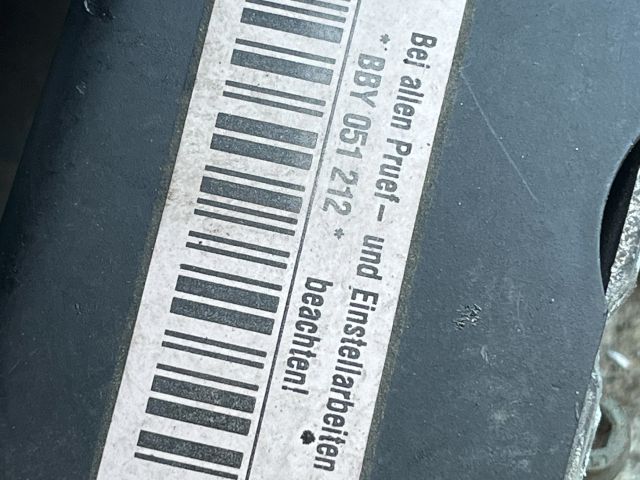 Bei allen Pruef- und Einstellarbeiten
beachten!
* BBY 051 212 *